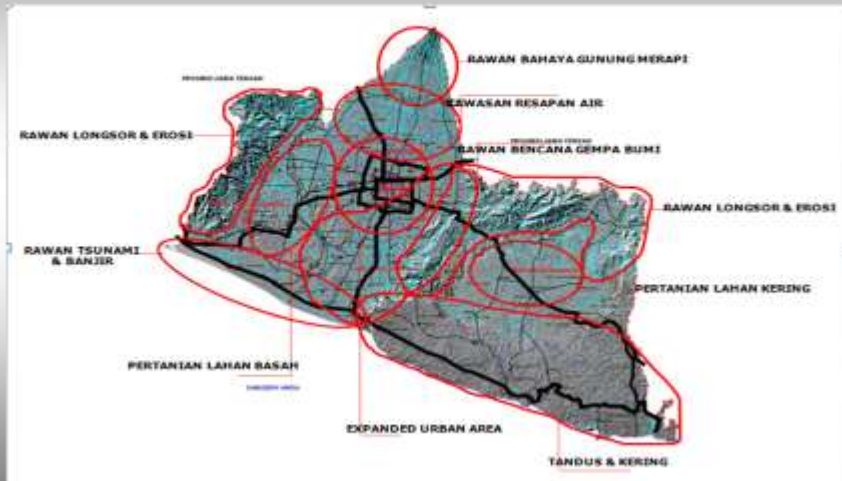 RAWAN BAHAYA GUNUNG MERAPI
KAWASAN RESAPAN AIR
RAWAN LONGSOR & EROSI
RAWAN BENCANA GEMPA BUMI
RAWAN LONGSOR & EROSI
RAWAN TSUNAMI
& BANJIR
PERTANIAN LAHAN KERING
PERTANIAN LAHAN BASAH
EXPANDED URBAN AREA
TANDUS & KERING